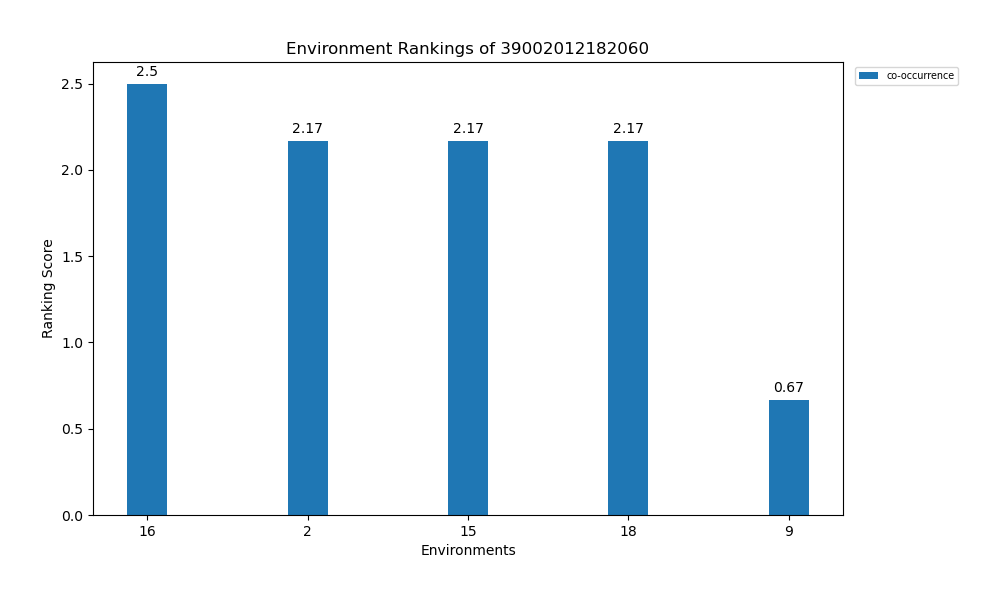 Environment Rankings of 39002012182060
co-occurrence
2.5
2.17
2.17
2.17
0.67
2.5
2.0
1.5
1.0
0.5
0.0
Ranking Score
16 2 15 18 9
Environments